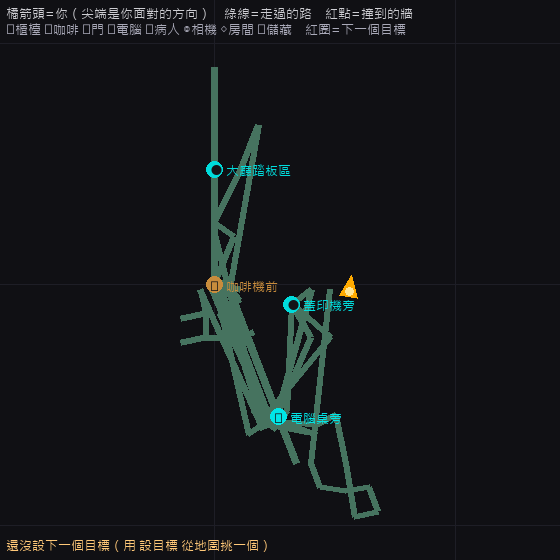 橘箭頭=你（尖端是你面對的方向） 綠線=走過的路 紅點=撞到的牆
櫃檯 咖啡 門 電腦 病人 相機 房間 儲藏 紅圈=下一個目標
大廳踏板區
咖啡機前
蓋印機旁
電腦桌旁
還沒設下一個目標（用 設目標 從地圖挑一個）